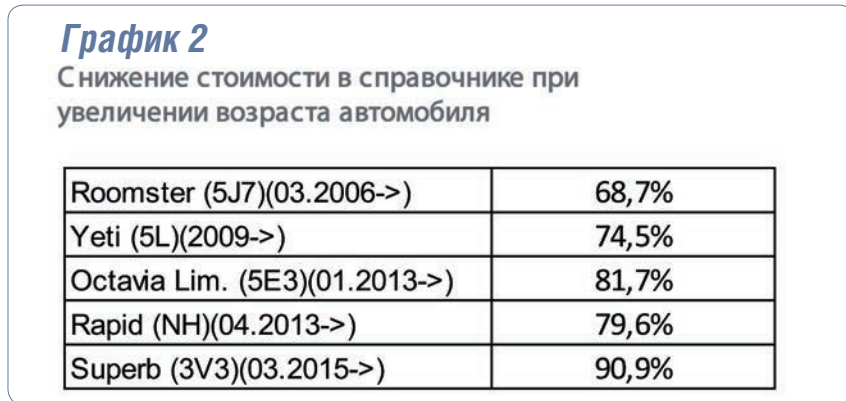 График 2
Снижение стоимости в справочнике при
увеличении возраста автомобиля
Roomster (5J7)(03.2006->) 68,7%
Yeti (5L)(2009->) 74,5%
Octavia Lim. (5E3)(01.2013->) 81,7%
Rapid (NH)(04.2013->) 79,6%
Superb (3V3)(03.2015->) 90,9%